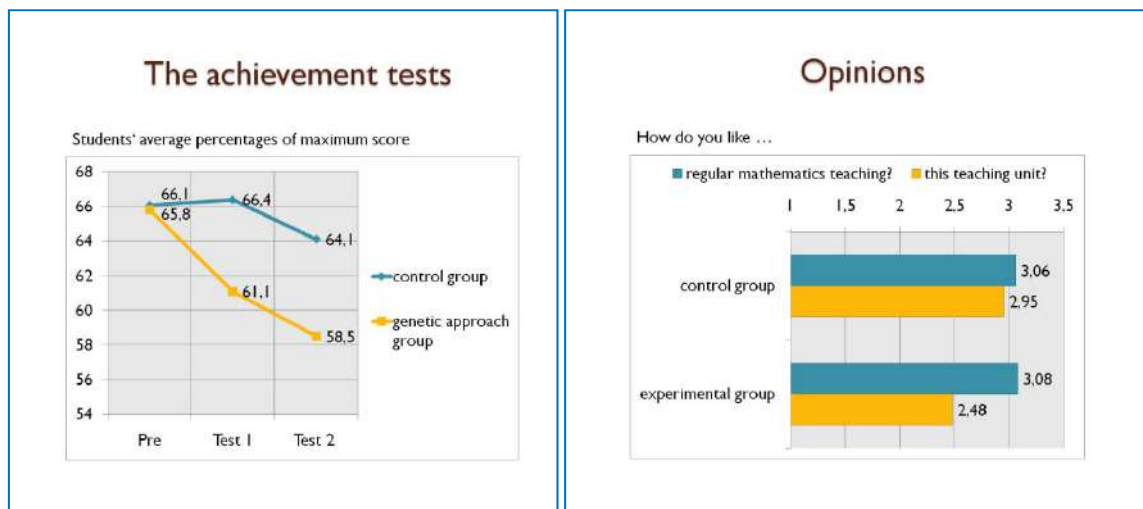 The achievement tests
Students' average percentages of maximum score
68
66
64
62
60
58
56
54
66,1
65,8
66,4
64,1
61,1
58,5
control group
genetic approach
group
Pre Test 1 Test 2
Opinions
How do you like ...
regular mathematics teaching? this teaching unit?
1 1,5 2 2,5 3 3,5
control group
3,06
2,95
experimental group
3,08
2,48